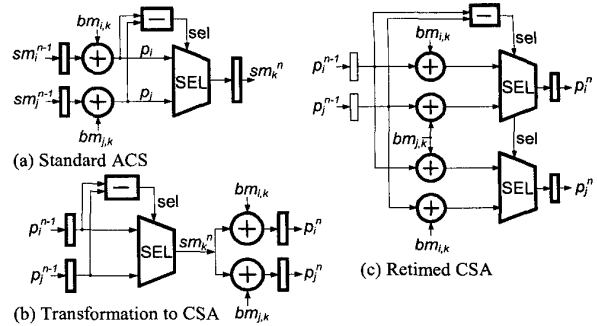 bm_{i,k}
sel
sm_i^{n-1}
+
p_i
SEL
sm_k^n
sm_j^{n-1}
+
p_j
bm_{j,k}
(a) Standard ACS
sel
bm_{i,k}
p_i^{n-1}
+
p_i^n
SEL
sm_k^n
p_j^{n-1}
+
p_j^n
bm_{j,k}
(b) Transformation to CSA
bm_{i,k}
sel
p_i^{n-1}
+
SEL
p_i^n
p_j^{n-1}
+
bm_{j,k}
sel
+
SEL
p_j^n
+
bm_{i,k}
(c) Retimed CSA